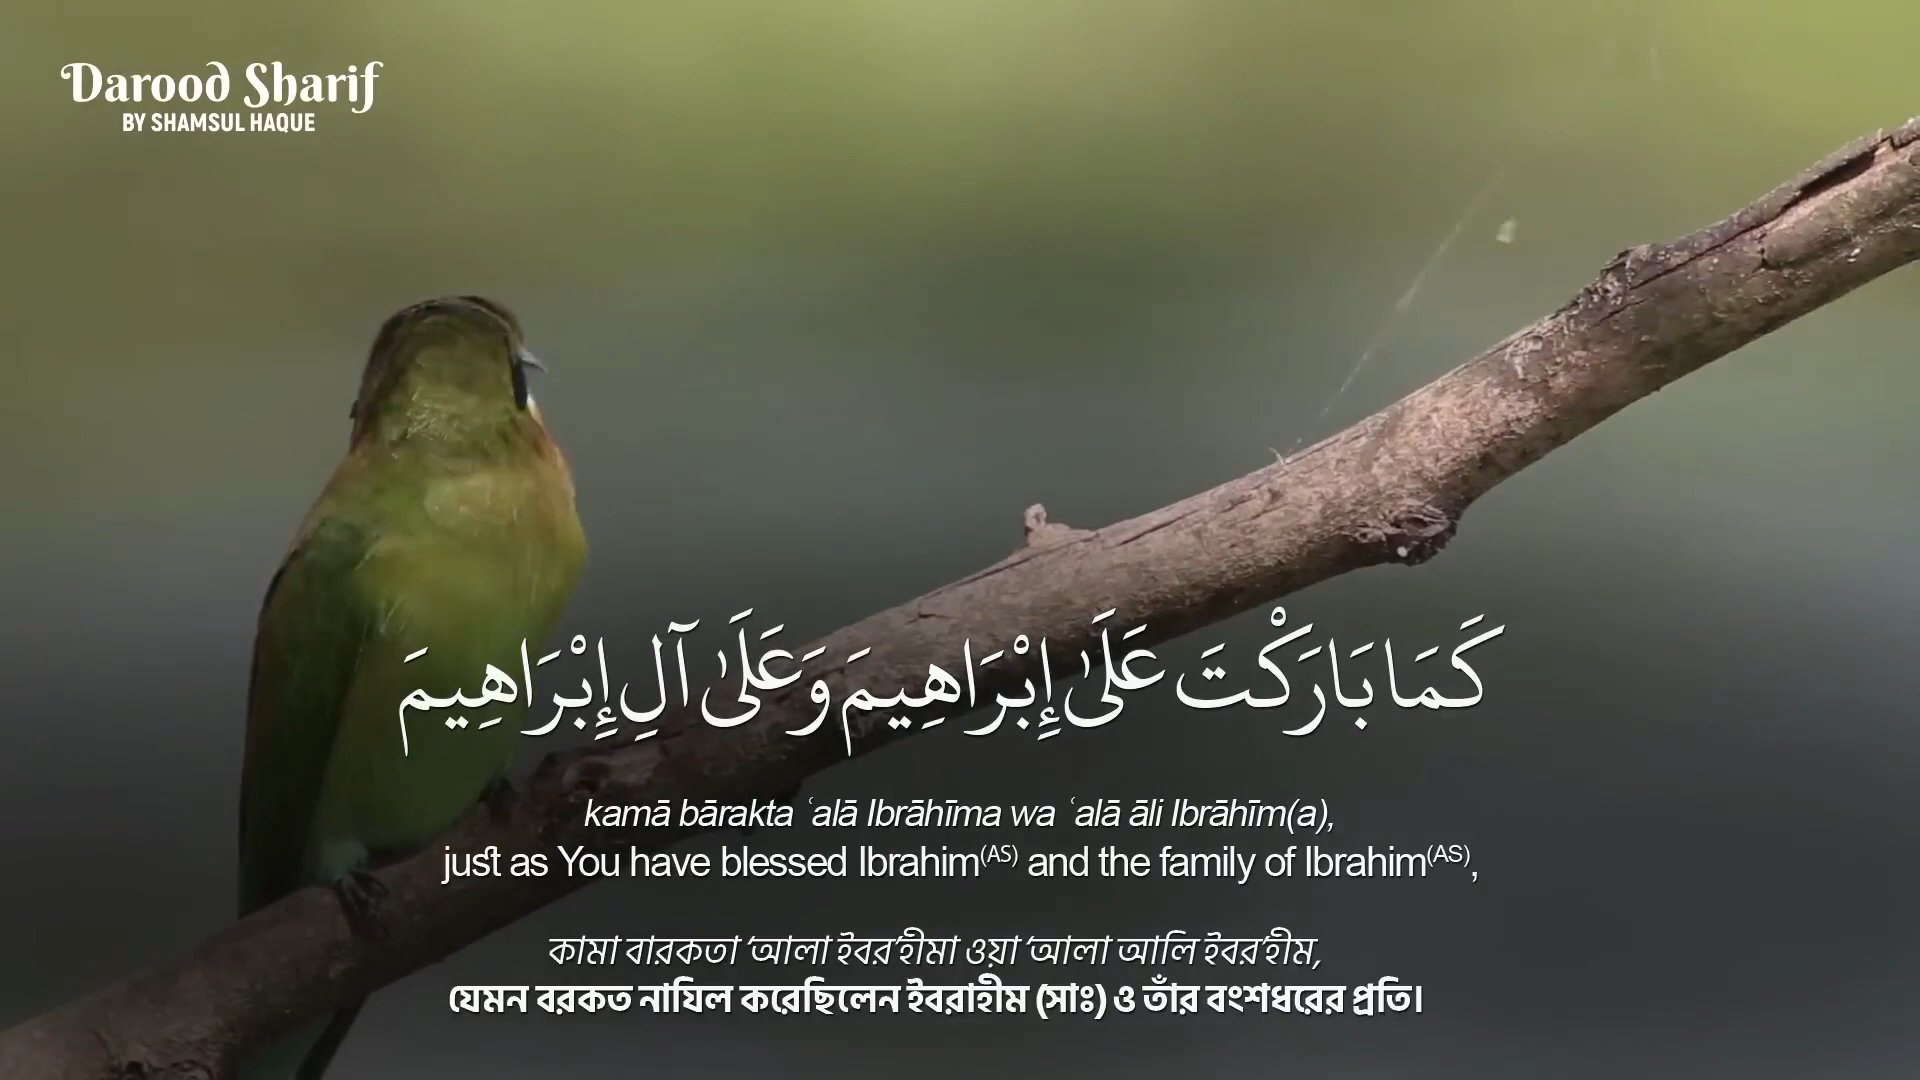 Darood Sharif
BY SHAMSUL HAQUE
كَمَا بَارَكْتَ عَلَىٰ إِبْرَاهِيمَ وَعَلَىٰ آلِ إِبْرَاهِيمَ
kamā bārakta ʿalā Ibrāhīma wa ʿalā āli Ibrāhīm(a),
just as You have blessed Ibrahim(AS) and the family of Ibrahim(AS),
কামা বারকতা ‘আলা ইবর’হীমা ওয়া ‘আলা আলি ইবর’হীম,
যেমন বরকত নাযিল করেছিলেন ইবরাহীম (সাঃ) ও তাঁর বংশধরের প্রতি।